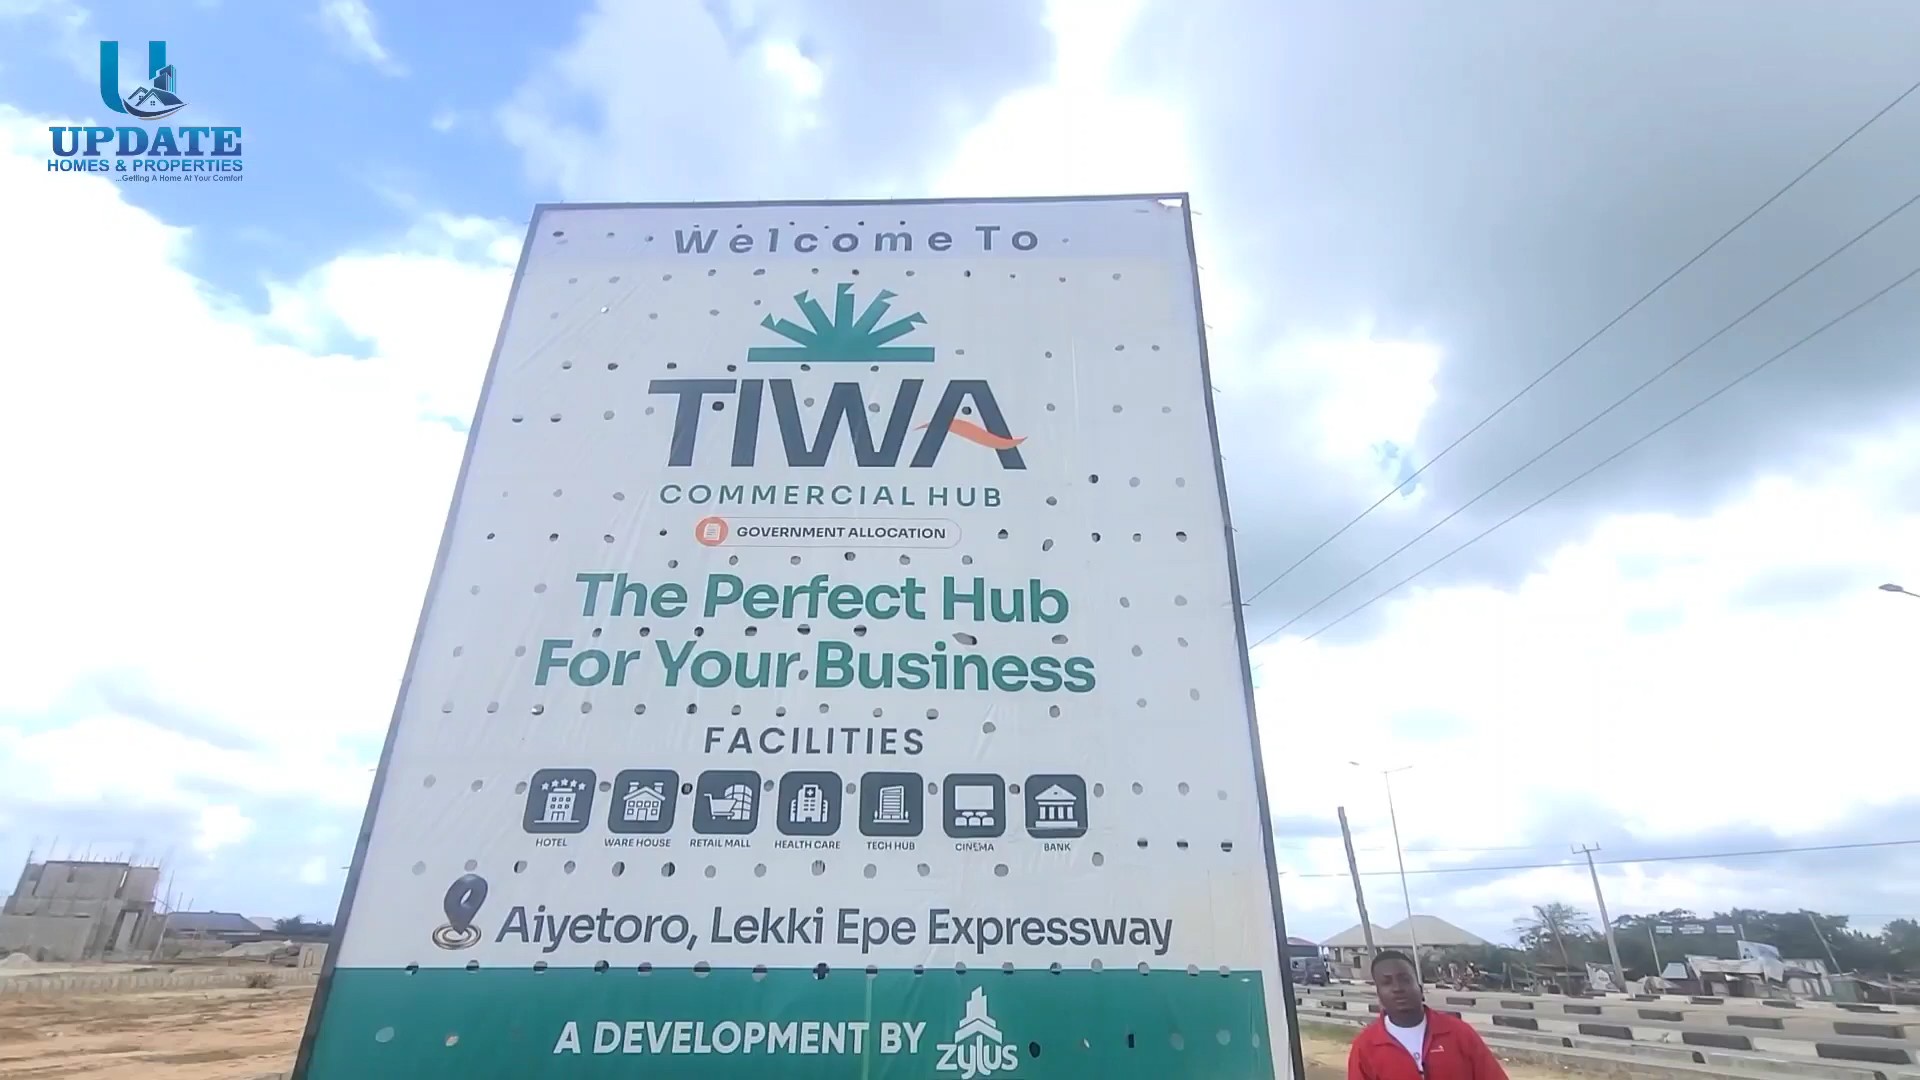 UPDATE
HOMES & PROPERTIES
...Getting A Home At Your Comfort
Welcome To
TIWA
COMMERCIAL HUB
GOVERNMENT ALLOCATION
The Perfect Hub
For Your Business
FACILITIES
HOTEL WARE HOUSE RETAIL MALL HEALTH CARE TECH HUB CINEMA BANK
Aiyetoro, Lekki Epe Expressway
A DEVELOPMENT BY zylus